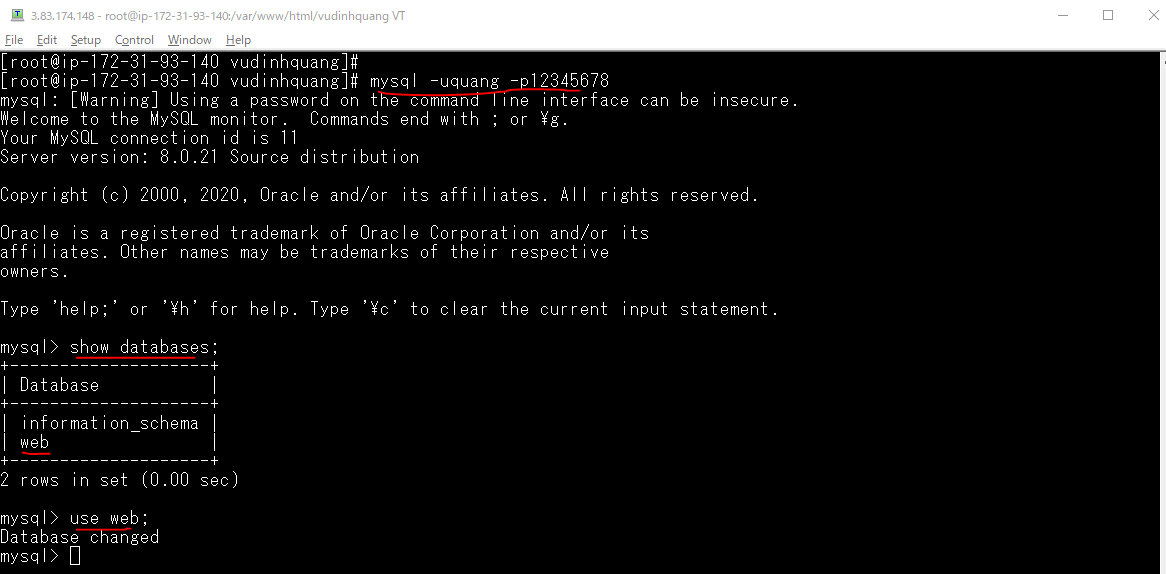 3.83.174.148 - root@ip-172-31-93-140:/var/www/html/vudinhquang VT
File Edit Setup Control Window Help
[root@ip-172-31-93-140 vudinhquang]#
[root@ip-172-31-93-140 vudinhquang]# mysql -uquang -p12345678
mysql: [Warning] Using a password on the command line interface can be insecure.
Welcome to the MySQL monitor.  Commands end with ; or ¥g.
Your MySQL connection id is 11
Server version: 8.0.21 Source distribution
Copyright (c) 2000, 2020, Oracle and/or its affiliates. All rights reserved.
Oracle is a registered trademark of Oracle Corporation and/or its
affiliates. Other names may be trademarks of their respective
owners.
Type 'help;' or '¥h' for help. Type '¥c' to clear the current input statement.
mysql> show databases;
+--------------------+
| Database           |
+--------------------+
| information_schema |
| web                |
+--------------------+
2 rows in set (0.00 sec)
mysql> use web;
Database changed
mysql>